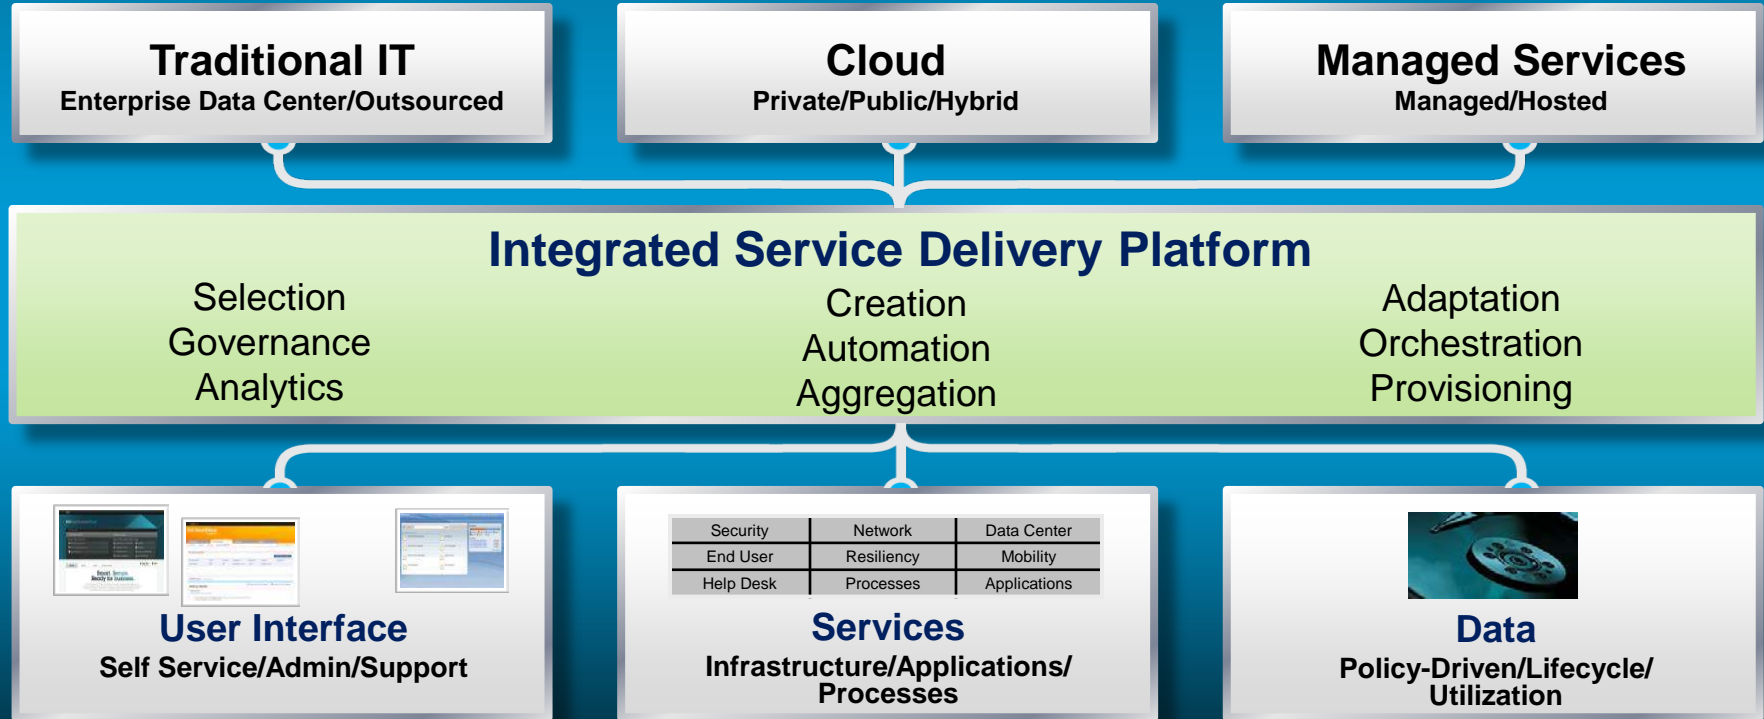 Traditional IT
Enterprise Data Center/Outsourced
Cloud
Private/Public/Hybrid
Managed Services
Managed/Hosted
Integrated Service Delivery Platform
Selection
Governance
Analytics
Creation
Automation
Aggregation
Adaptation
Orchestration
Provisioning
User Interface
Self Service/Admin/Support
Security Network Data Center
End User Resiliency Mobility
Help Desk Processes Applications
Services
Infrastructure/Applications/
Processes
Data
Policy-Driven/Lifecycle/
Utilization